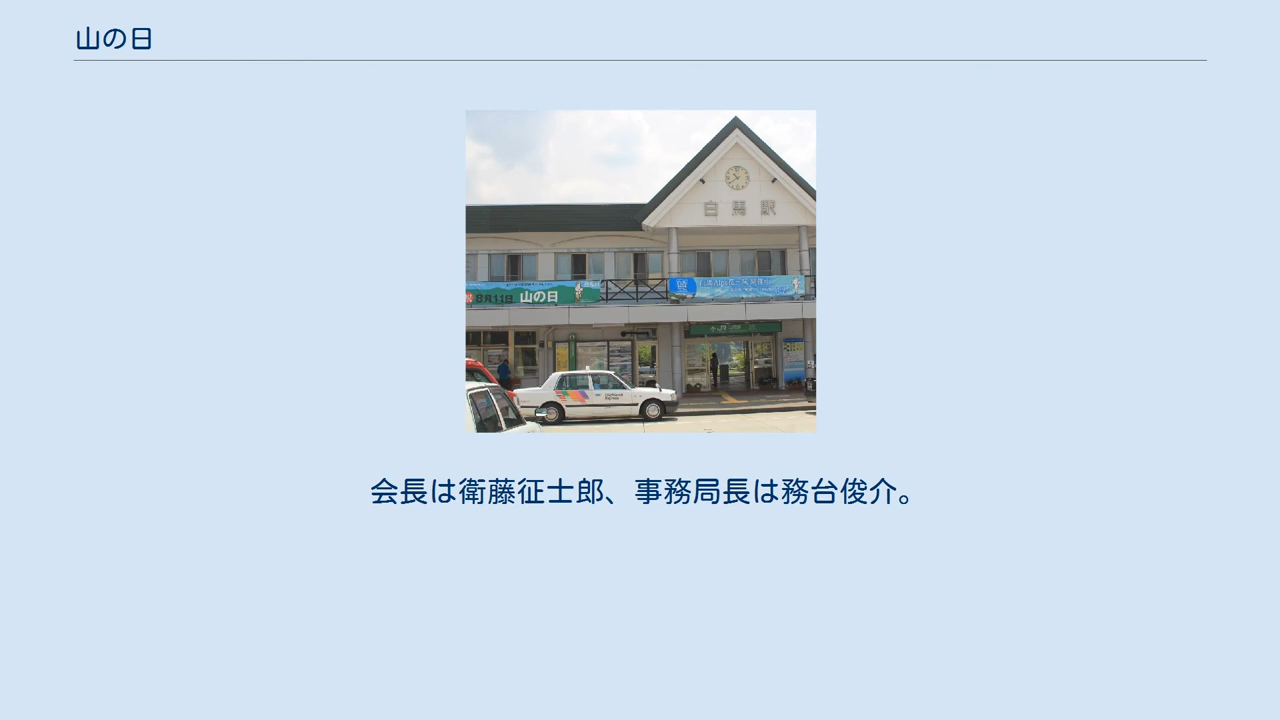 山の日
白馬駅
8月11日 山の日
会長は衛藤征士郎、事務局長は務台俊介。